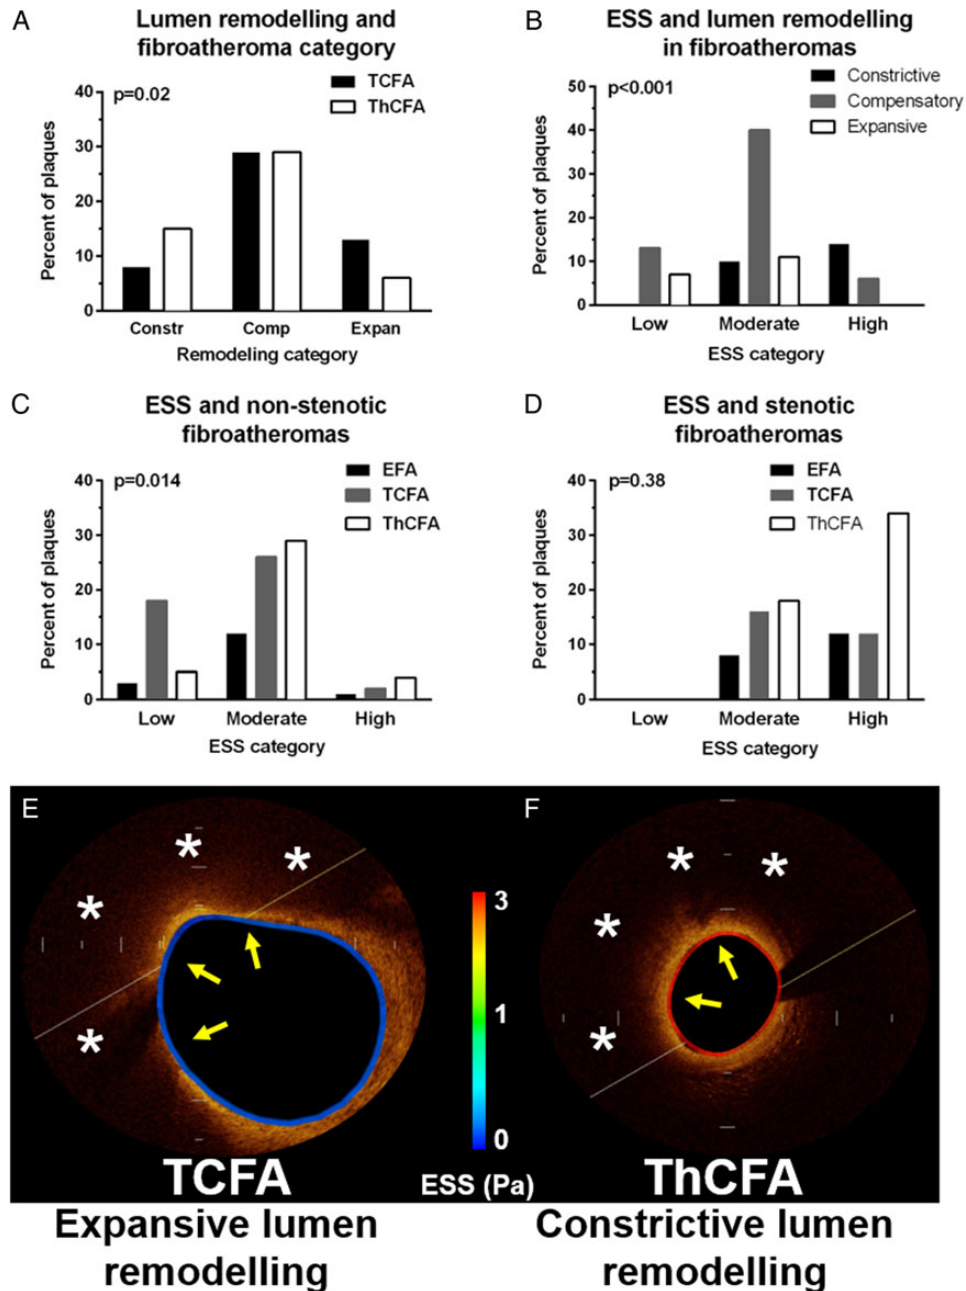 A
Lumen remodelling and
fibroatheroma category
TCFA
ThCFA
p=0.02
40
30
20
10
0
Percent of plaques
Constr Comp Expan
Remodeling category
B
ESS and lumen remodelling
in fibroatheromas
Constrictive
Compensatory
Expansive
p<0.001
50
40
30
20
10
0
Percent of plaques
Low Moderate High
ESS category
C
ESS and non-stenotic
fibroatheromas
EFA
TCFA
ThCFA
p=0.014
40
30
20
10
0
Percent of plaques
Low Moderate High
ESS category
D
ESS and stenotic
fibroatheromas
EFA
TCFA
ThCFA
p=0.38
40
30
20
10
0
Percent of plaques
Low Moderate High
ESS category
E
* * * *
TCFA
Expansive lumen
remodelling
3
1
0
ESS (Pa)
F
* * * *
ThCFA
Constrictive lumen
remodelling